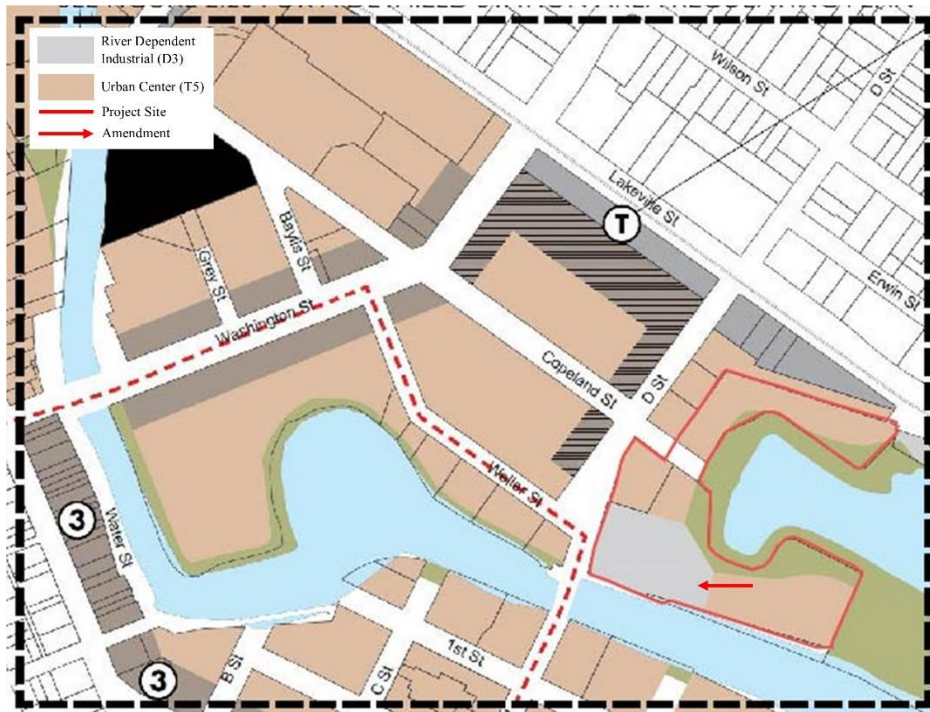 River Dependent
Industrial (D3)
Urban Center (T5)
Project Site
Amendment
Wilson St
D St
Lakeville St
T
Erwin St
Baylis St
Grey St
Washington St
Copeland St
D St
Weller St
3
Water St
1st St
B St
C St
3